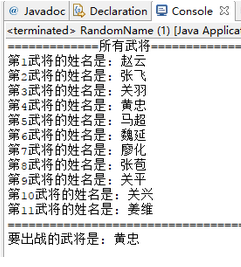 @ Javadoc Declaration Console
<terminated> RandomName (1) [Java Applicat
============所有武将============
第1武将的姓名是：赵云
第2武将的姓名是：张飞
第3武将的姓名是：关羽
第4武将的姓名是：黄忠
第5武将的姓名是：马超
第6武将的姓名是：魏延
第7武将的姓名是：廖化
第8武将的姓名是：张苞
第9武将的姓名是：关平
第10武将的姓名是：关兴
第11武将的姓名是：姜维
================================
要出战的武将是：黄忠